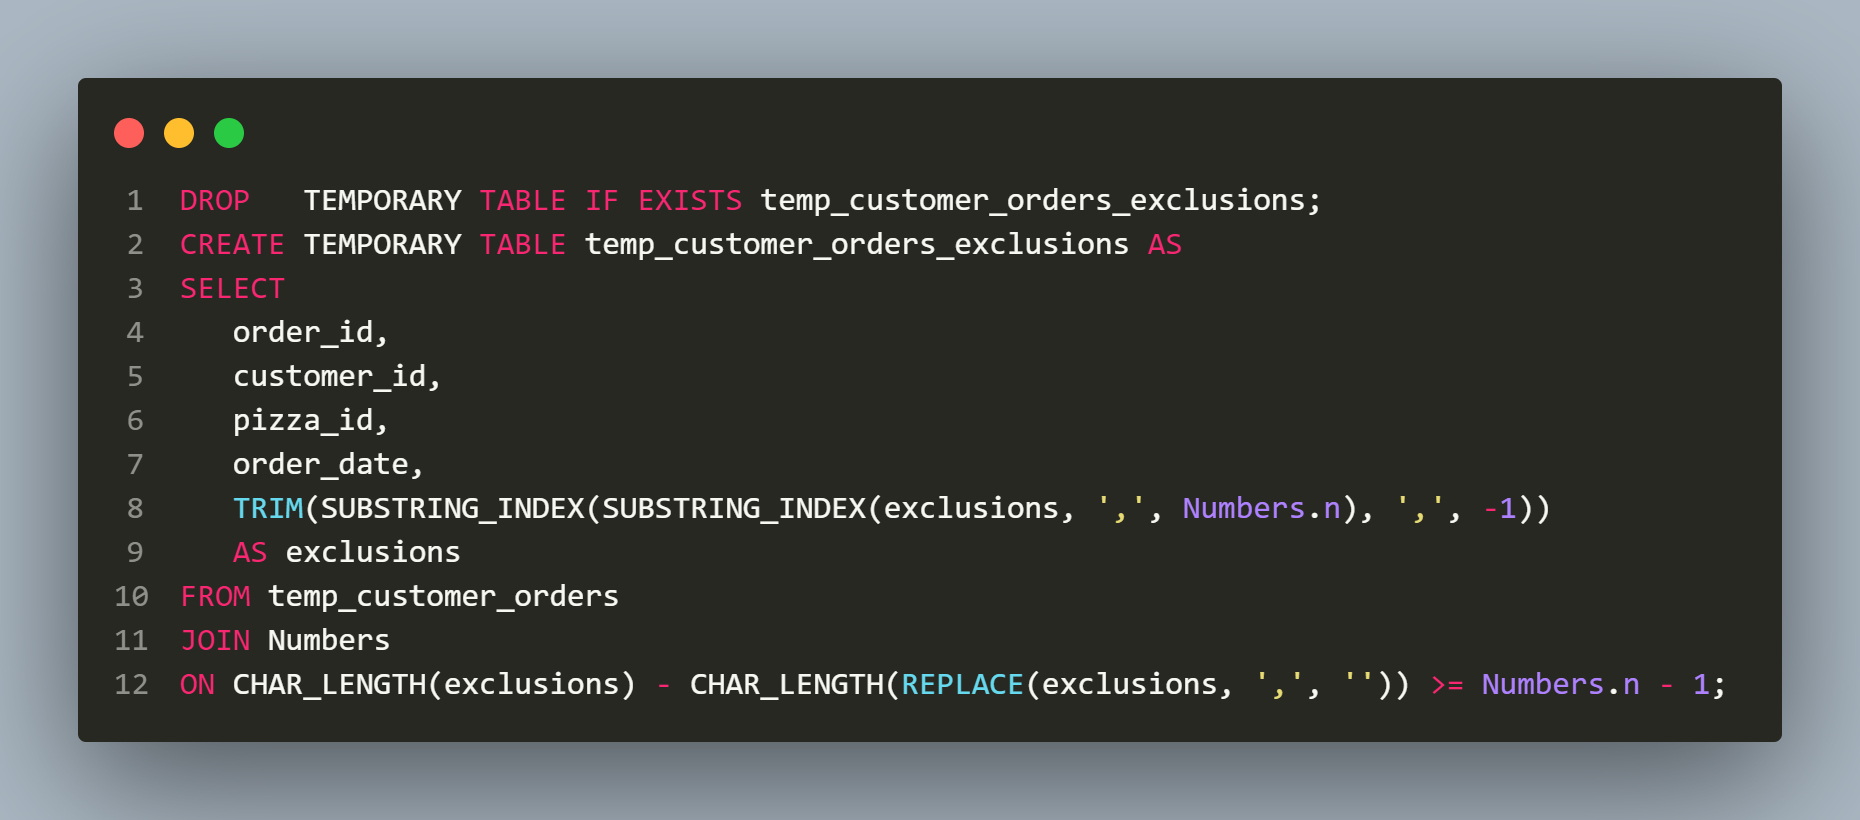 1 DROP   TEMPORARY TABLE IF EXISTS temp_customer_orders_exclusions;
2 CREATE TEMPORARY TABLE temp_customer_orders_exclusions AS
3 SELECT
4    order_id,
5    customer_id,
6    pizza_id,
7    order_date,
8    TRIM(SUBSTRING_INDEX(SUBSTRING_INDEX(exclusions, ',', Numbers.n), ',', -1))
9    AS exclusions
10 FROM temp_customer_orders
11 JOIN Numbers
12 ON CHAR_LENGTH(exclusions) - CHAR_LENGTH(REPLACE(exclusions, ',', '')) >= Numbers.n - 1;